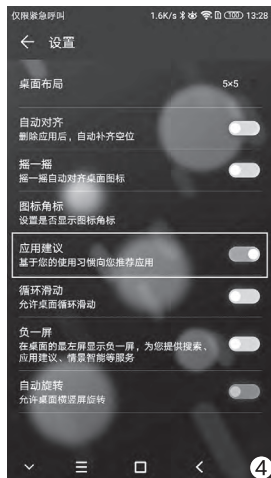 仅限紧急呼叫 1.6K/s 100 13:28
← 设置
桌面布局 5×5
自动对齐
删除应用后，自动补齐空位
摇一摇
摇一摇自动对齐桌面图标
图标角标
设置是否显示图标角标
应用建议
基于您的使用习惯向您推荐应用
循环滑动
允许桌面循环滑动
负一屏
在桌面的最左屏显示负一屏，为您提供搜索、
应用建议、情景智能等服务
自动旋转
允许桌面横竖屏旋转
④